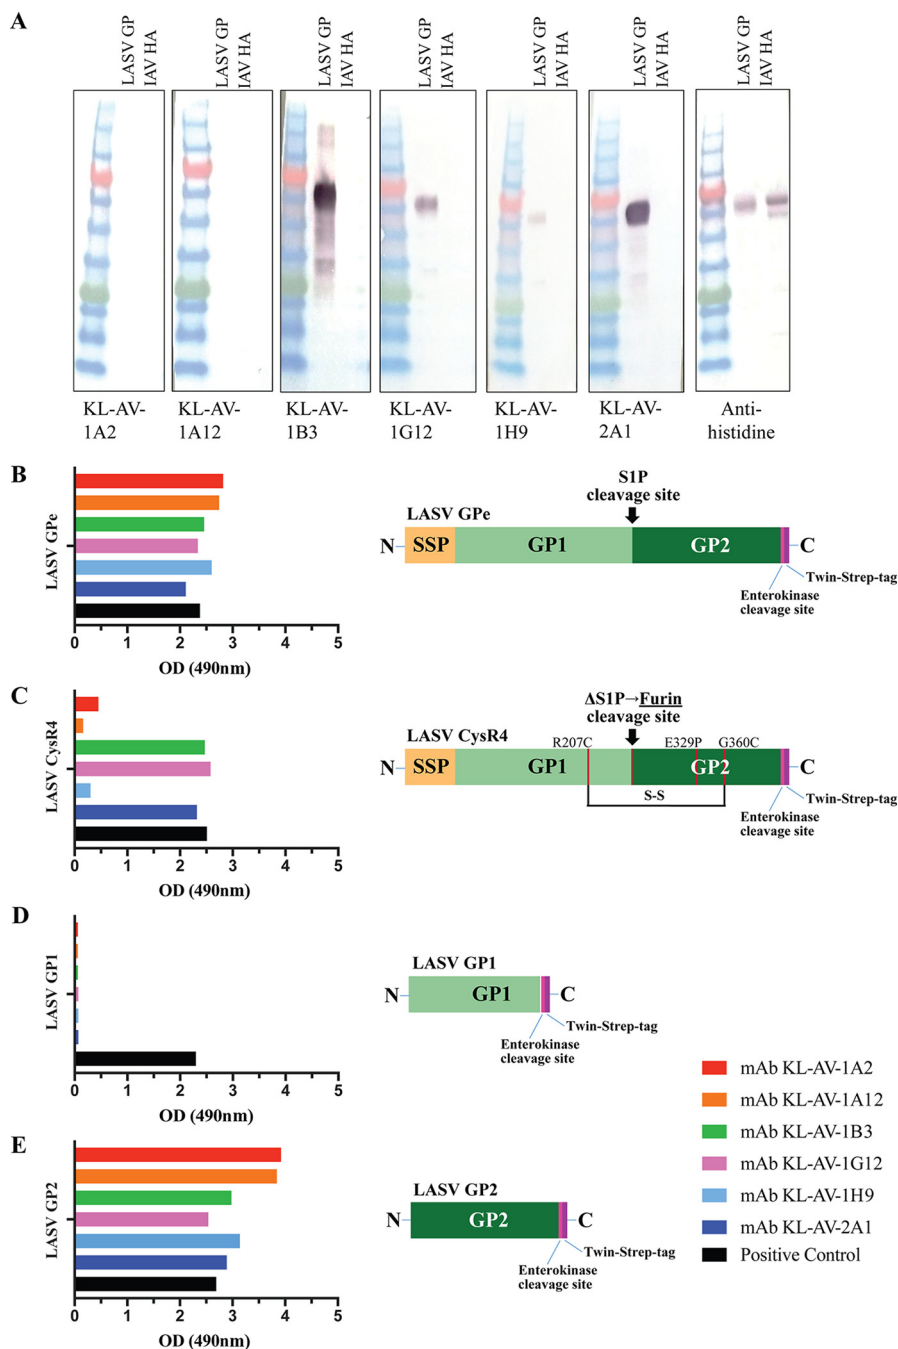 A
LASV GP
IAV HA
LASV GP
IAV HA
LASV GP
IAV HA
LASV GP
IAV HA
LASV GP
IAV HA
LASV GP
IAV HA
LASV GP
IAV HA
KL-AV-
1A2
KL-AV-
1A12
KL-AV-
1B3
KL-AV-
1G12
KL-AV-
1H9
KL-AV-
2A1
Anti-
histidine
B
LASV GPe
0 1 2 3 4 5
OD (490nm)
S1P
cleavage site
LASV GPe
N
SSP
GP1
GP2
C
Twin-Strep-tag
Enterokinase
cleavage site
C
LASV CysR4
0 1 2 3 4 5
OD (490nm)
ΔS1P→Furin
cleavage site
LASV CysR4
R207C
E329P
G360C
N
SSP
GP1
GP2
C
S-S
Twin-Strep-tag
Enterokinase
cleavage site
D
LASV GP1
0 1 2 3 4 5
OD (490nm)
LASV GP1
N
GP1
C
Twin-Strep-tag
Enterokinase
cleavage site
E
LASV GP2
0 1 2 3 4 5
OD (490nm)
LASV GP2
N
GP2
C
Twin-Strep-tag
Enterokinase
cleavage site
mAb KL-AV-1A2
mAb KL-AV-1A12
mAb KL-AV-1B3
mAb KL-AV-1G12
mAb KL-AV-1H9
mAb KL-AV-2A1
Positive Control